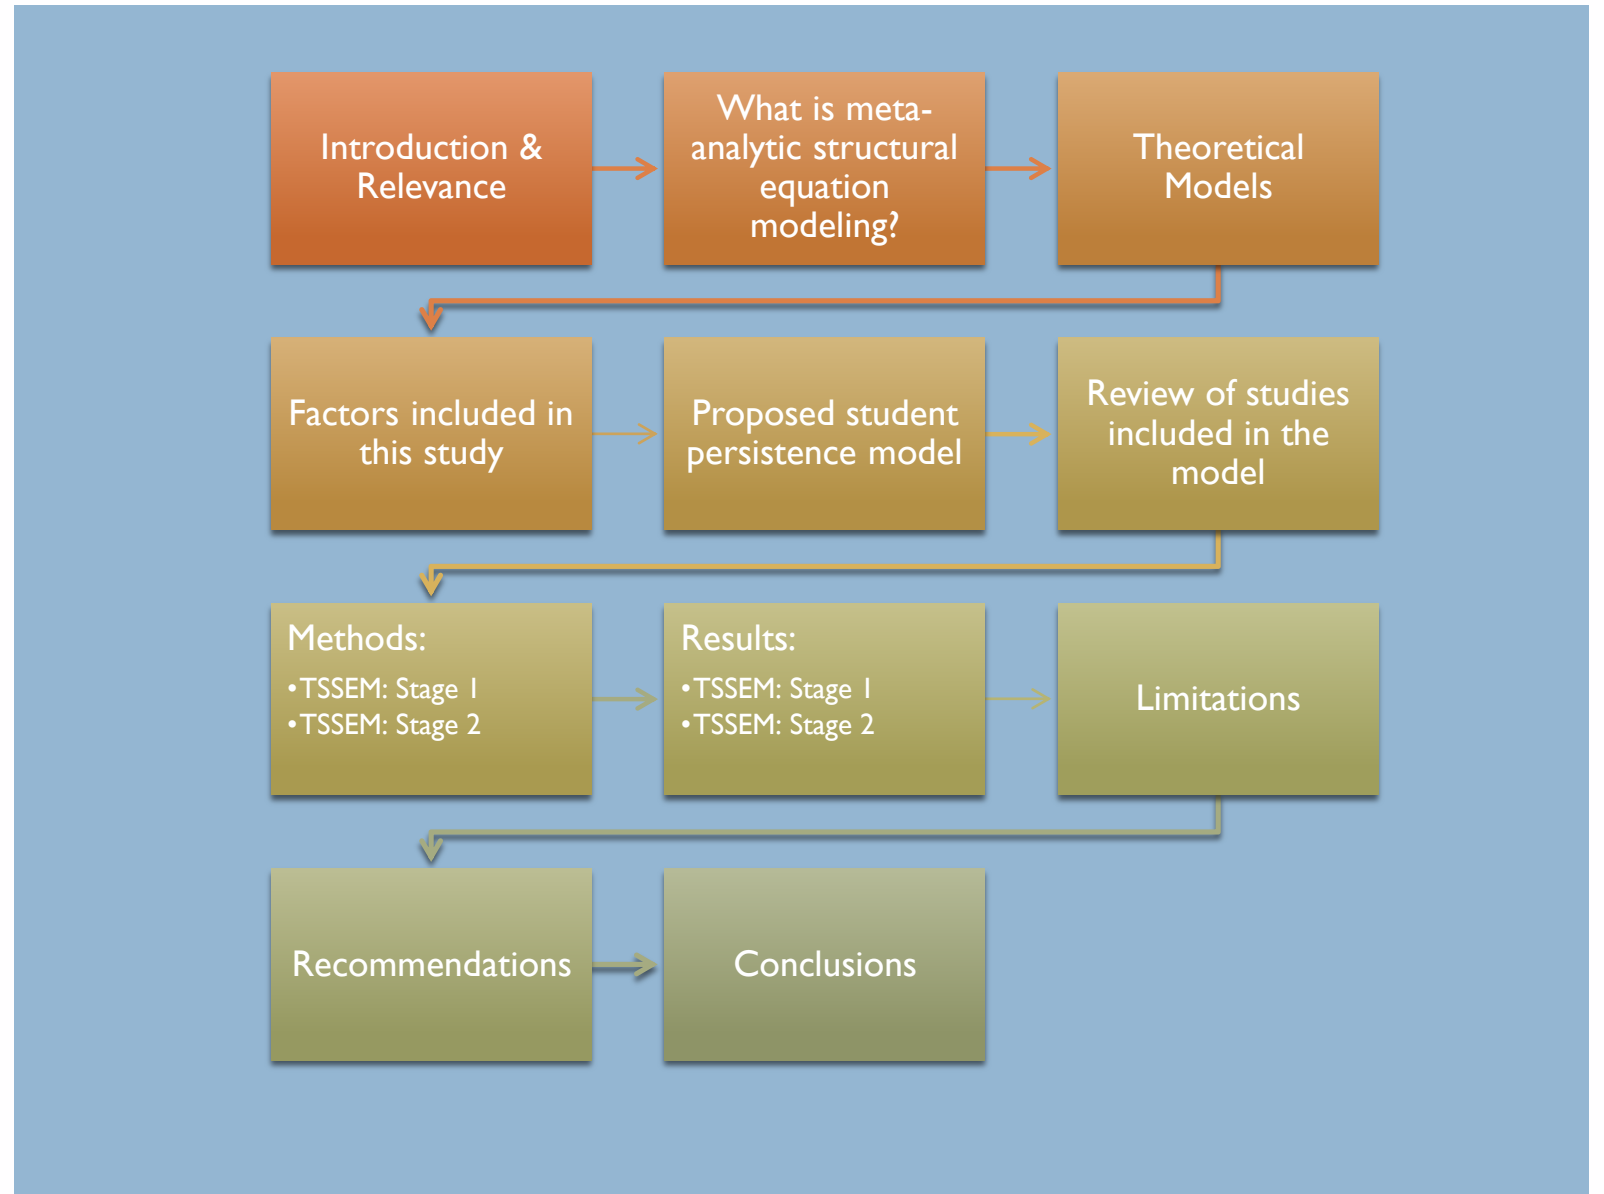 Introduction &
Relevance
What is meta-
analytic structural
equation
modeling?
Theoretical
Models
Factors included in
this study
Proposed student
persistence model
Review of studies
included in the
model
Methods:
•TSSEM: Stage 1
•TSSEM: Stage 2
Results:
•TSSEM: Stage 1
•TSSEM: Stage 2
Limitations
Recommendations
Conclusions